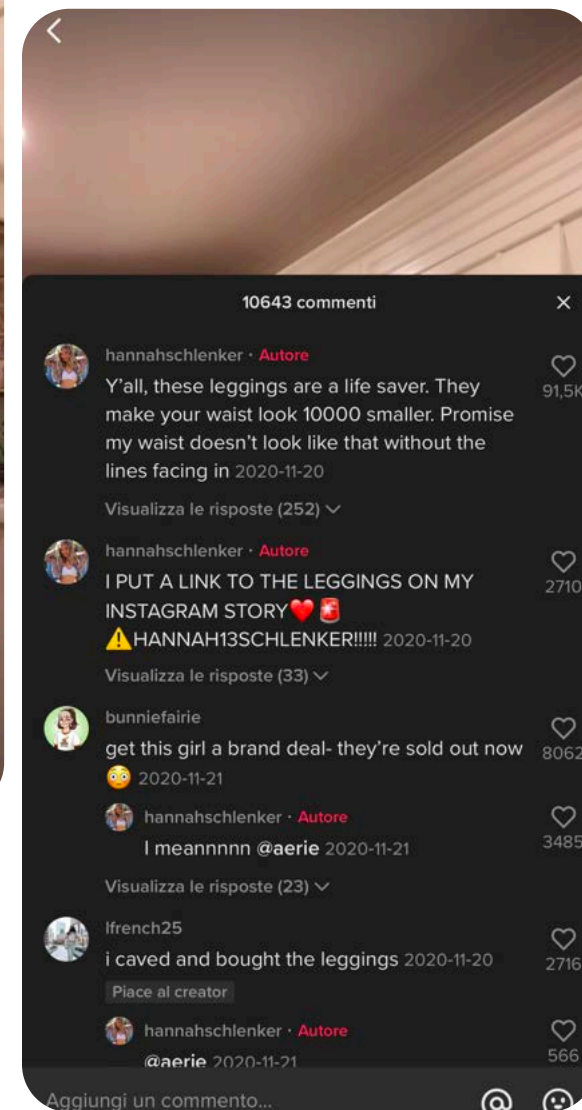 10643 commenti
hannahschlenker · Autore
Y'all, these leggings are a life saver. They
make your waist look 10000 smaller. Promise
my waist doesn't look like that without the
lines facing in 2020-11-20
91,5K
Visualizza le risposte (252)
hannahschlenker · Autore
I PUT A LINK TO THE LEGGINGS ON MY
INSTAGRAM STORY❤️🚨
⚠️HANNAH13SCHLENKER!!!!! 2020-11-20
2710
Visualizza le risposte (33)
bunniefairie
get this girl a brand deal- they're sold out now
😳 2020-11-21
8062
hannahschlenker · Autore
I meannnnn @aerie 2020-11-21
3485
Visualizza le risposte (23)
lfrench25
i caved and bought the leggings 2020-11-20
2716
Piace al creator
hannahschlenker · Autore
@aerie 2020-11-21
566
Aggiungi un commento...